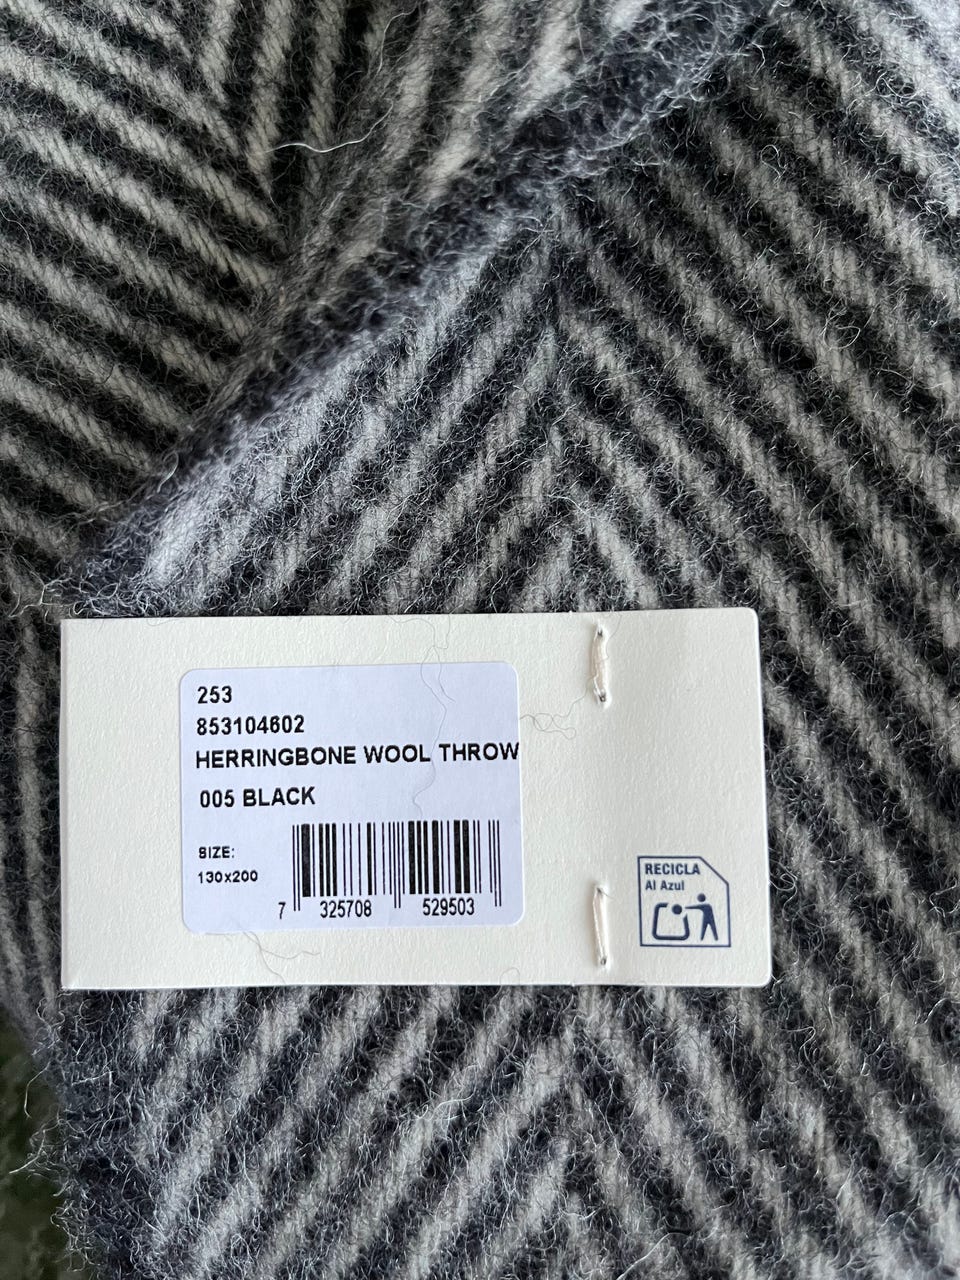 253
853104602
HERRINGBONE WOOL THROW
005 BLACK
SIZE:
130x200
7 325708 529503
RECICLA
Al Azul